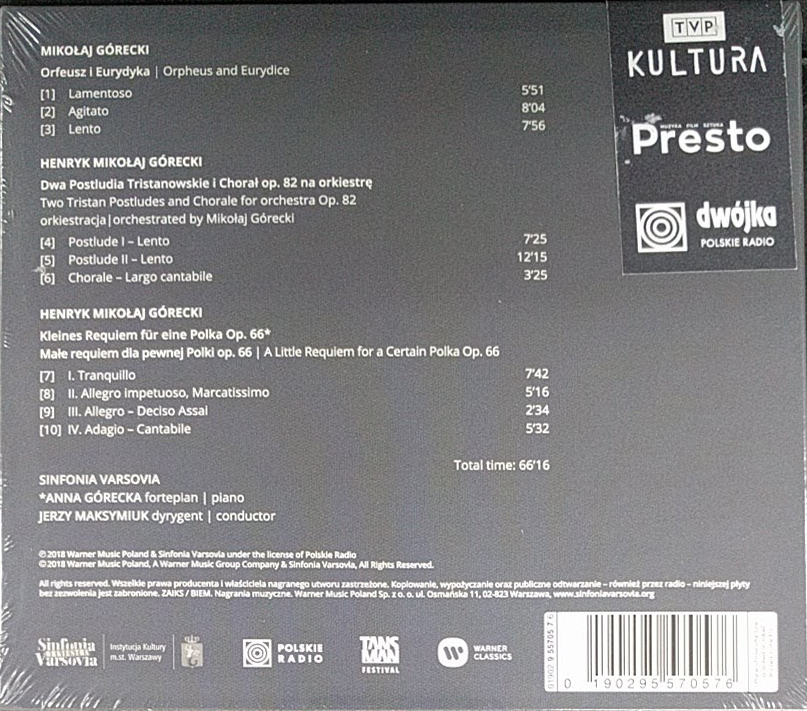 MIKOŁAJ GÓRECKI
Orfeusz i Eurydyka | Orpheus and Eurydice
[1] Lamentoso 5'51
[2] Agitato 8'04
[3] Lento 7'56
HENRYK MIKOŁAJ GÓRECKI
Dwa Postludia Tristanowskie i Chorał op. 82 na orkiestrę
Two Tristan Postludes and Chorale for orchestra Op. 82
orkiestracja|orchestrated by Mikołaj Górecki
[4] Postlude I – Lento 7'25
[5] Postlude II – Lento 12'15
[6] Chorale – Largo cantabile 3'25
HENRYK MIKOŁAJ GÓRECKI
Kleines Requiem für eine Polka Op. 66*
Małe requiem dla pewnej Polki op. 66 | A Little Requiem for a Certain Polka Op. 66
[7] I. Tranquillo 7'42
[8] II. Allegro impetuoso, Marcatissimo 5'16
[9] III. Allegro – Deciso Assai 2'34
[10] IV. Adagio – Cantabile 5'32
Total time: 66'16
SINFONIA VARSOVIA
*ANNA GÓRECKA fortepian | piano
JERZY MAKSYMIUK dyrygent | conductor
℗ 2018 Warner Music Poland & Sinfonia Varsovia under the license of Polskie Radio
© 2018 Warner Music Poland, A Warner Music Group Company & Sinfonia Varsovia, All Rights Reserved.
All rights reserved. Wszelkie prawa producenta i właściciela nagranego utworu zastrzeżone. Kopiowanie, wypożyczanie oraz publiczne odtwarzanie – również przez radio – niniejszej płyty
bez zezwolenia jest zabronione. ZAIKS / BIEM. Nagrania muzyczne. Warner Music Poland Sp. z o. o. ul. Osmańska 11, 02-823 Warszawa, www.sinfoniavarsovia.org
TVP
KULTURA
MUZYKA FILM SZTUKA
Presto
dwójka
POLSKIE RADIO
Sinfonia
ORKIESTRA
Varsovia
Instytucja Kultury
m.st. Warszawy
POLSKIE
RADIO
TANS
MAN
FESTIVAL
WARNER
CLASSICS
01902 9 55705 7 6
0 190295 570576